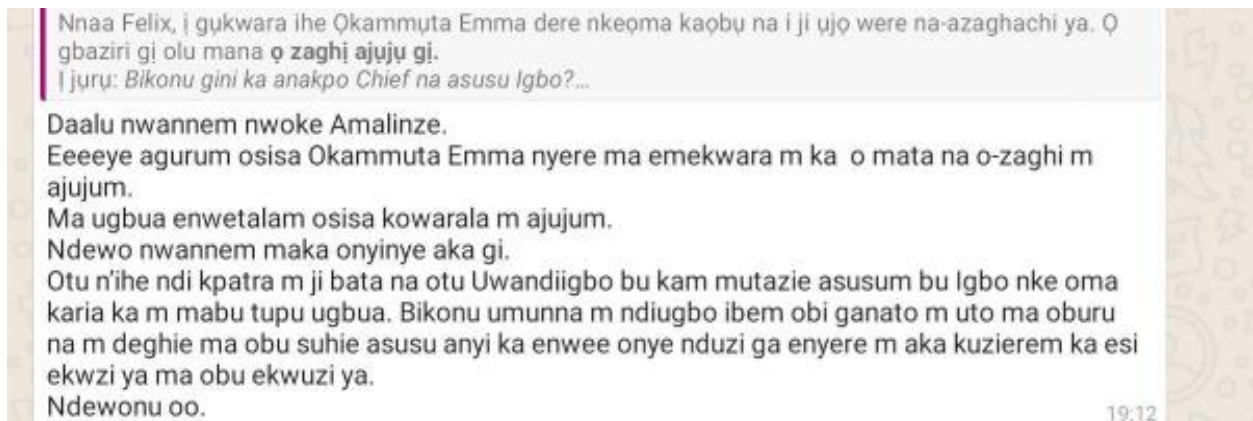 Nnaa Felix, ị gụkwara ihe Ọkammụta Emma dere nkeọma kaọbụ na i ji ụjọ were na-azaghachi ya. Ọ
gbaziri gị olu mana ọ zaghị ajụjụ gị.
Ị jụrụ: Bikonu gini ka anakpo Chief na asusu Igbo?...
Daalu nwannem nwoke Amalinze.
Eeeeye agurum osisa Okammuta Emma nyere ma emekwara m ka o mata na o-zaghi m
ajujum.
Ma ugbua enwetalam osisa kowarala m ajujum.
Ndewo nwannem maka onyinye aka gi.
Otu n'ihe ndi kpatra m ji bata na otu Uwandiigbo bu kam mutazie asusum bu Igbo nke oma
karia ka m mabu tupu ugbua. Bikonu umunna m ndiugbo ibem obi ganato m uto ma oburu
na m deghie ma obu suhie asusu anyi ka enwee onye nduzi ga enyere m aka kuzierem ka esi
ekwzi ya ma obu ekwuzi ya.
Ndewonu oo.
19:12